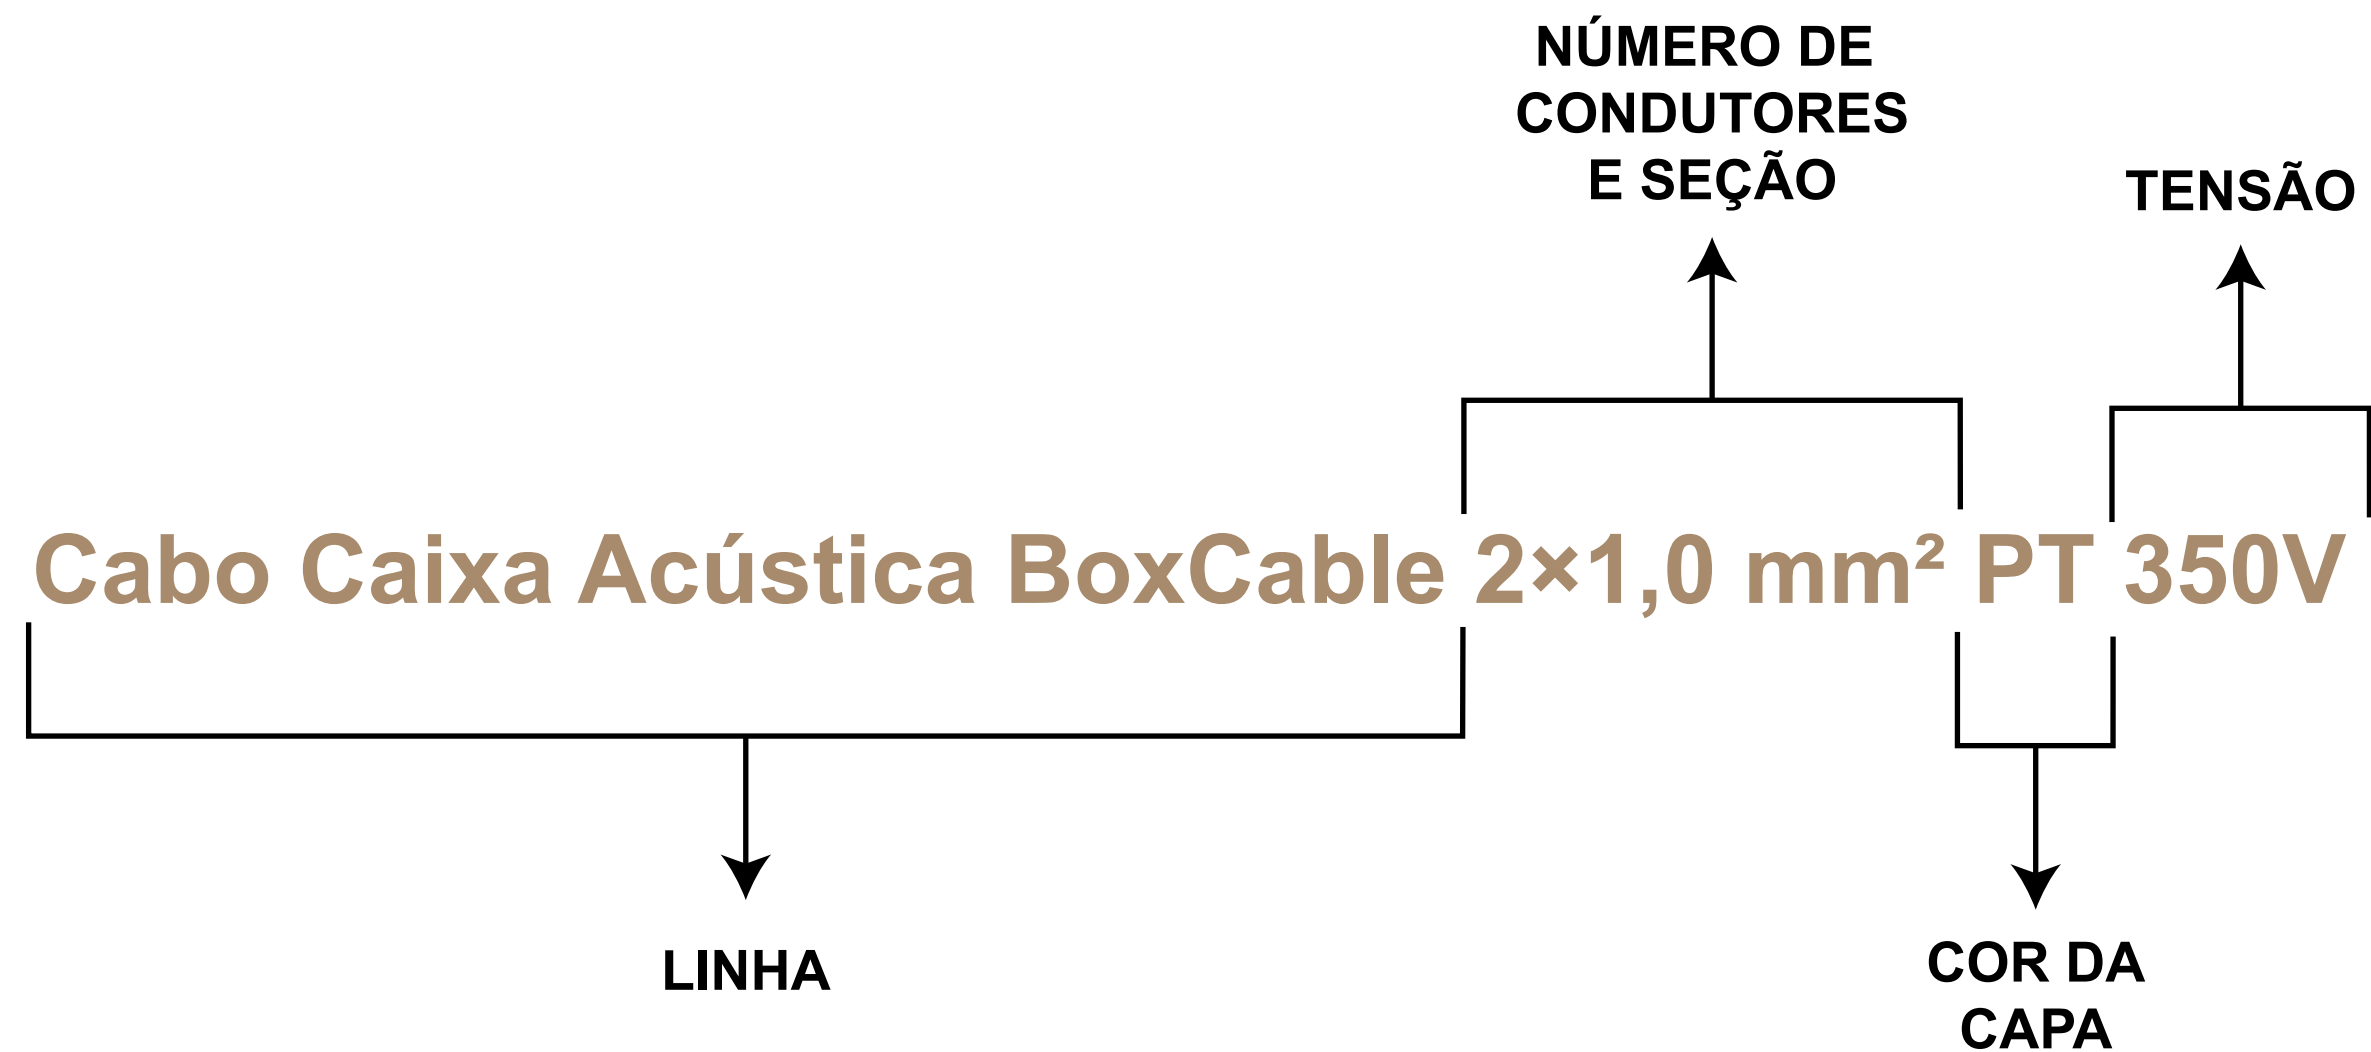 NÚMERO DE
CONDUTORES
E SEÇÃO
TENSÃO
Cabo Caixa Acústica BoxCable 2×1,0 mm² PT 350V
LINHA
COR DA
CAPA